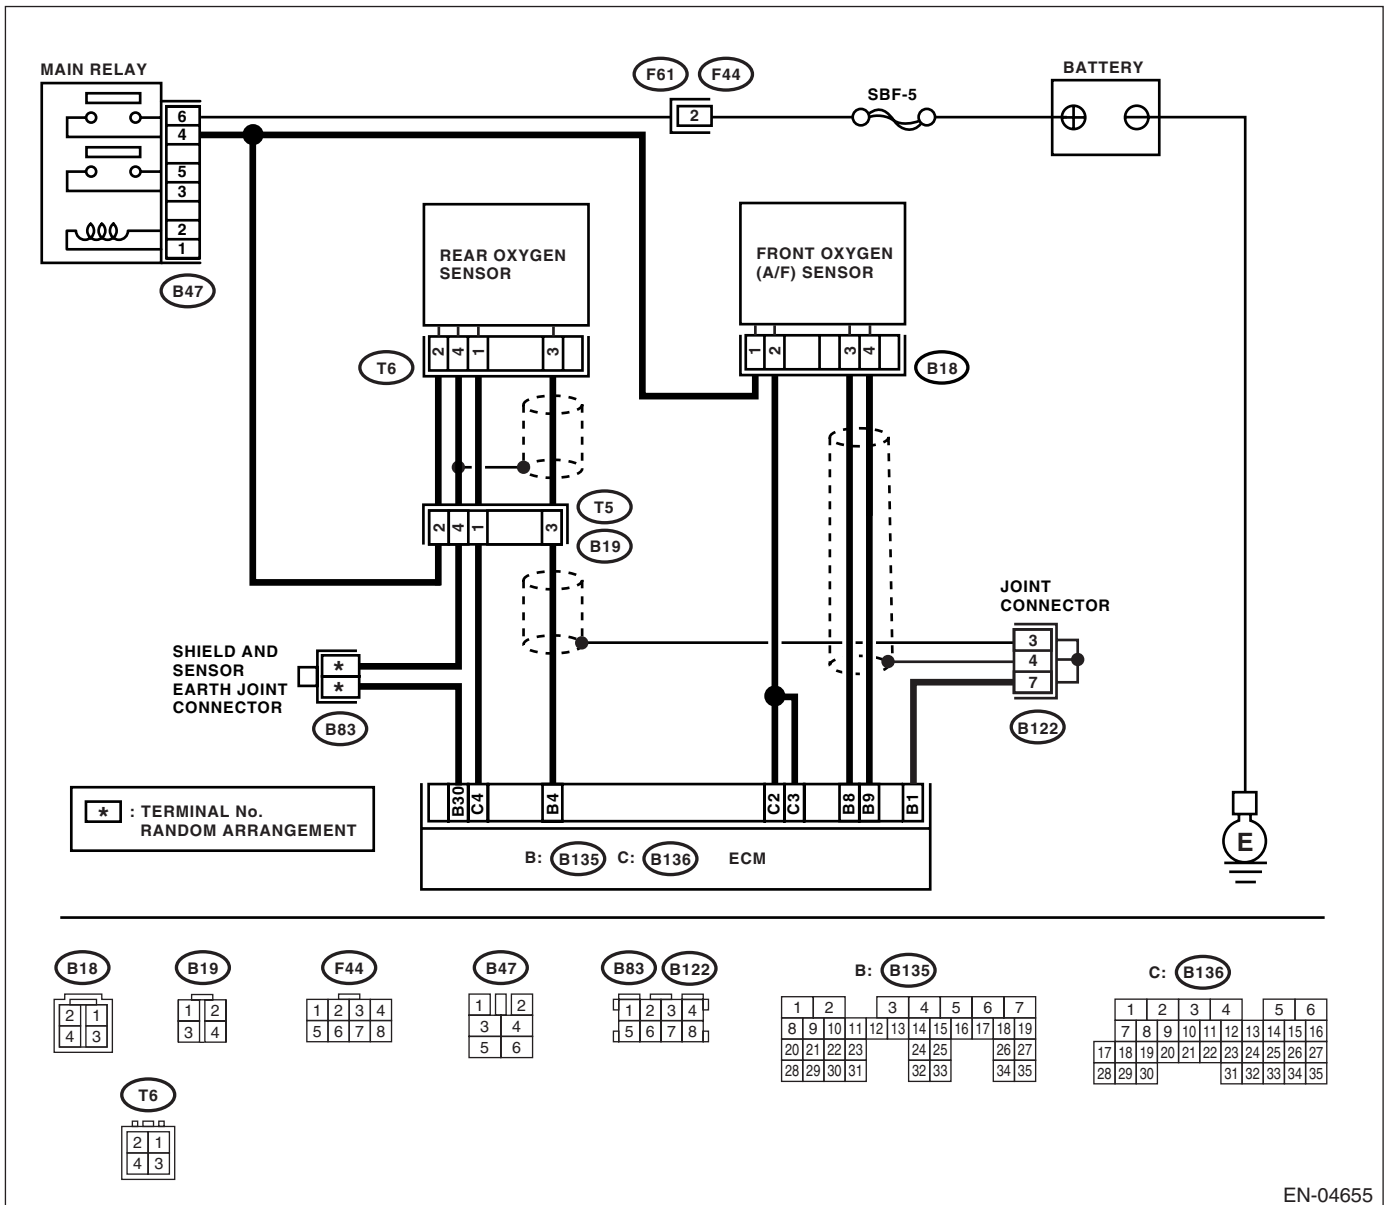 MAIN RELAY
6
4
5
3
2
1
B47
F61 F44
2
SBF-5
BATTERY
REAR OXYGEN
SENSOR
2 4 1 3
T6
FRONT OXYGEN
(A/F) SENSOR
1 2 3 4
B18
2 4 1 3
T5
B19
SHIELD AND
SENSOR
EARTH JOINT
CONNECTOR
*
*
B83
JOINT
CONNECTOR
3
4
7
B122
* : TERMINAL No.
RANDOM ARRANGEMENT
B30 C4 B4 C2 C3 B8 B9 B1
B: B135 C: B136 ECM
E
B18
2 1
4 3
B19
1 2
3 4
F44
1 2 3 4
5 6 7 8
B47
1 2
3 4
5 6
B83 B122
1 2 3 4
5 6 7 8
B: B135
1 2 3 4 5 6 7
8 9 10 11 12 13 14 15 16 17 18 19
20 21 22 23 24 25 26 27
28 29 30 31 32 33 34 35
C: B136
1 2 3 4 5 6
7 8 9 10 11 12 13 14 15 16
17 18 19 20 21 22 23 24 25 26 27
28 29 30 31 32 33 34 35
T6
2 1
4 3
EN-04655